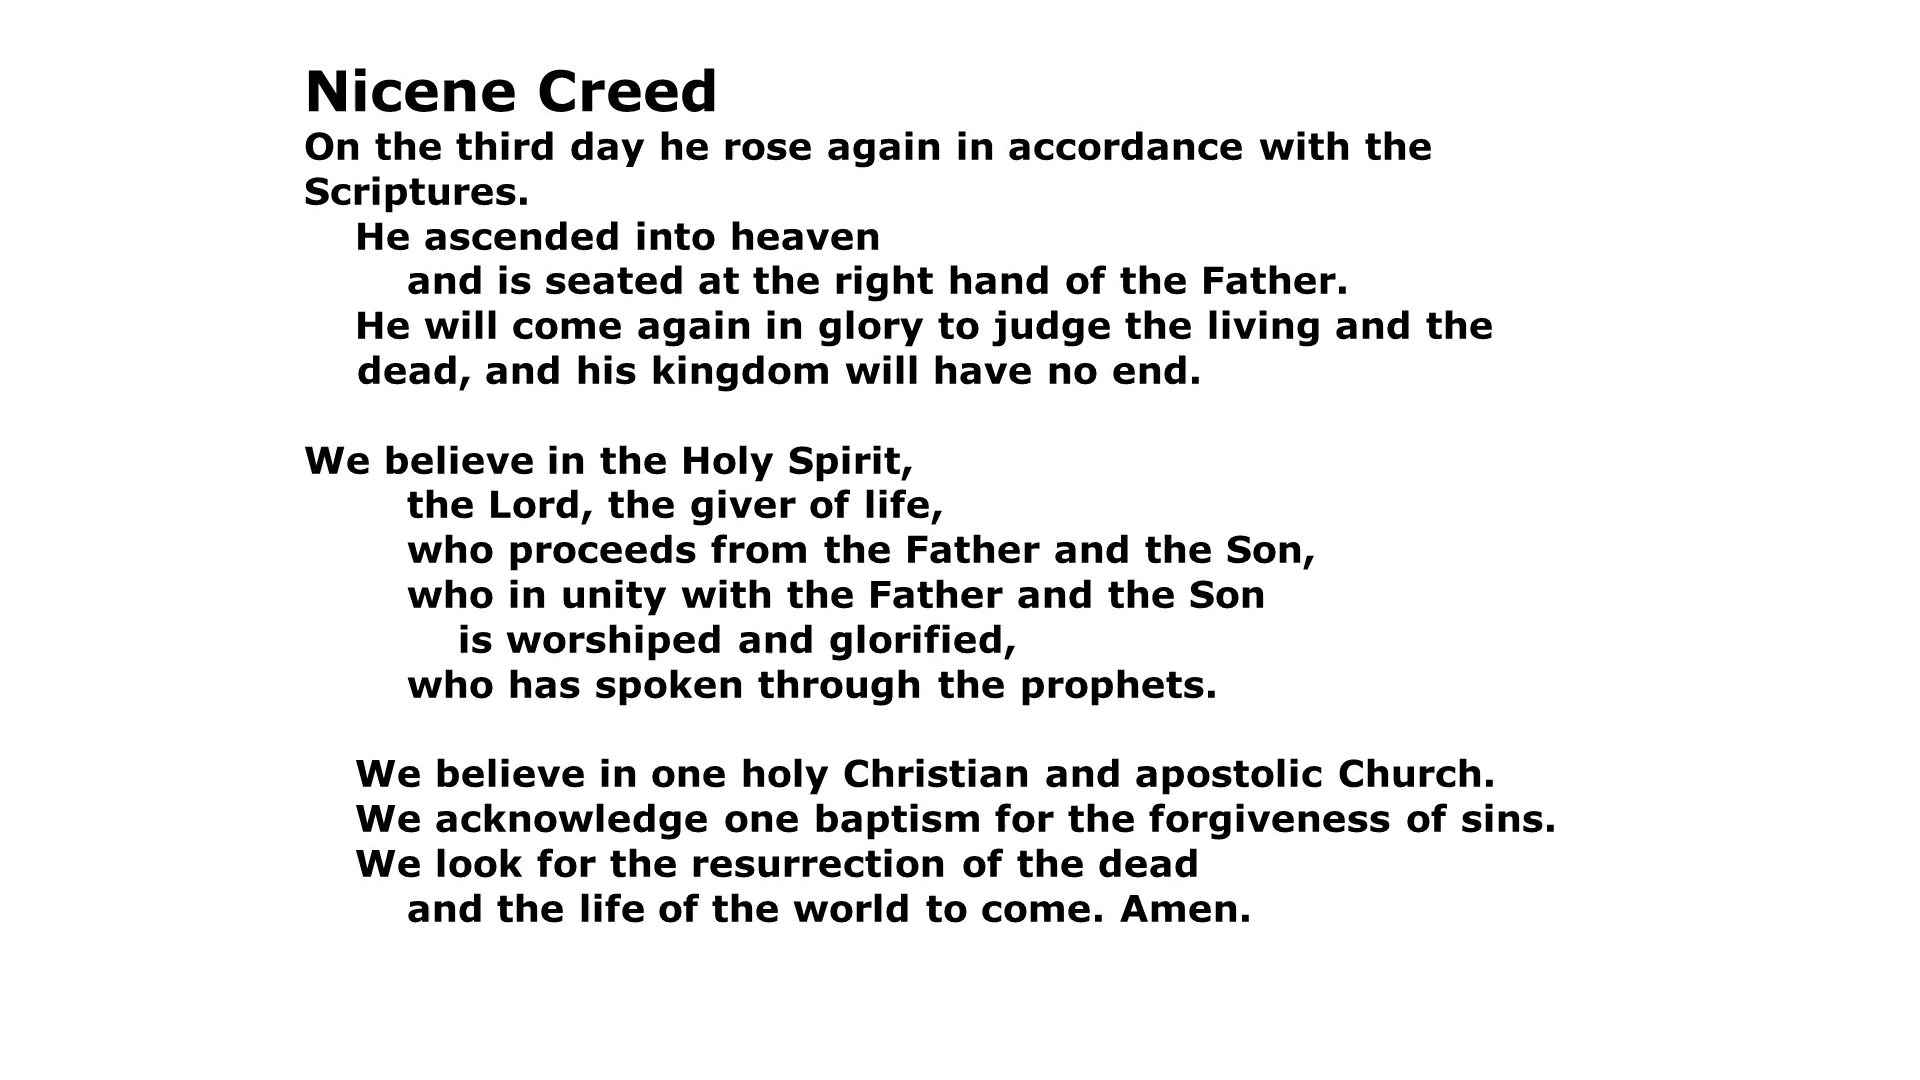 Nicene Creed
On the third day he rose again in accordance with the
Scriptures.
He ascended into heaven
and is seated at the right hand of the Father.
He will come again in glory to judge the living and the
dead, and his kingdom will have no end.
We believe in the Holy Spirit,
the Lord, the giver of life,
who proceeds from the Father and the Son,
who in unity with the Father and the Son
is worshiped and glorified,
who has spoken through the prophets.
We believe in one holy Christian and apostolic Church.
We acknowledge one baptism for the forgiveness of sins.
We look for the resurrection of the dead
and the life of the world to come. Amen.